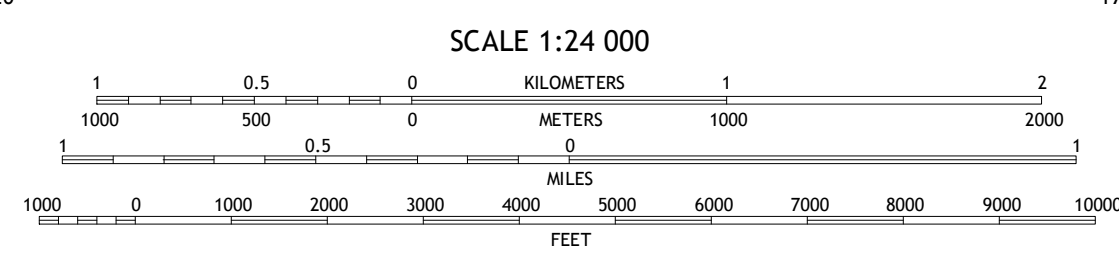 SCALE 1:24 000
1 0.5 0 KILOMETERS 1 2
1000 500 0 METERS 1000 2000
1 0.5 0 1
MILES
1000 0 1000 2000 3000 4000 5000 6000 7000 8000 9000 10000
FEET